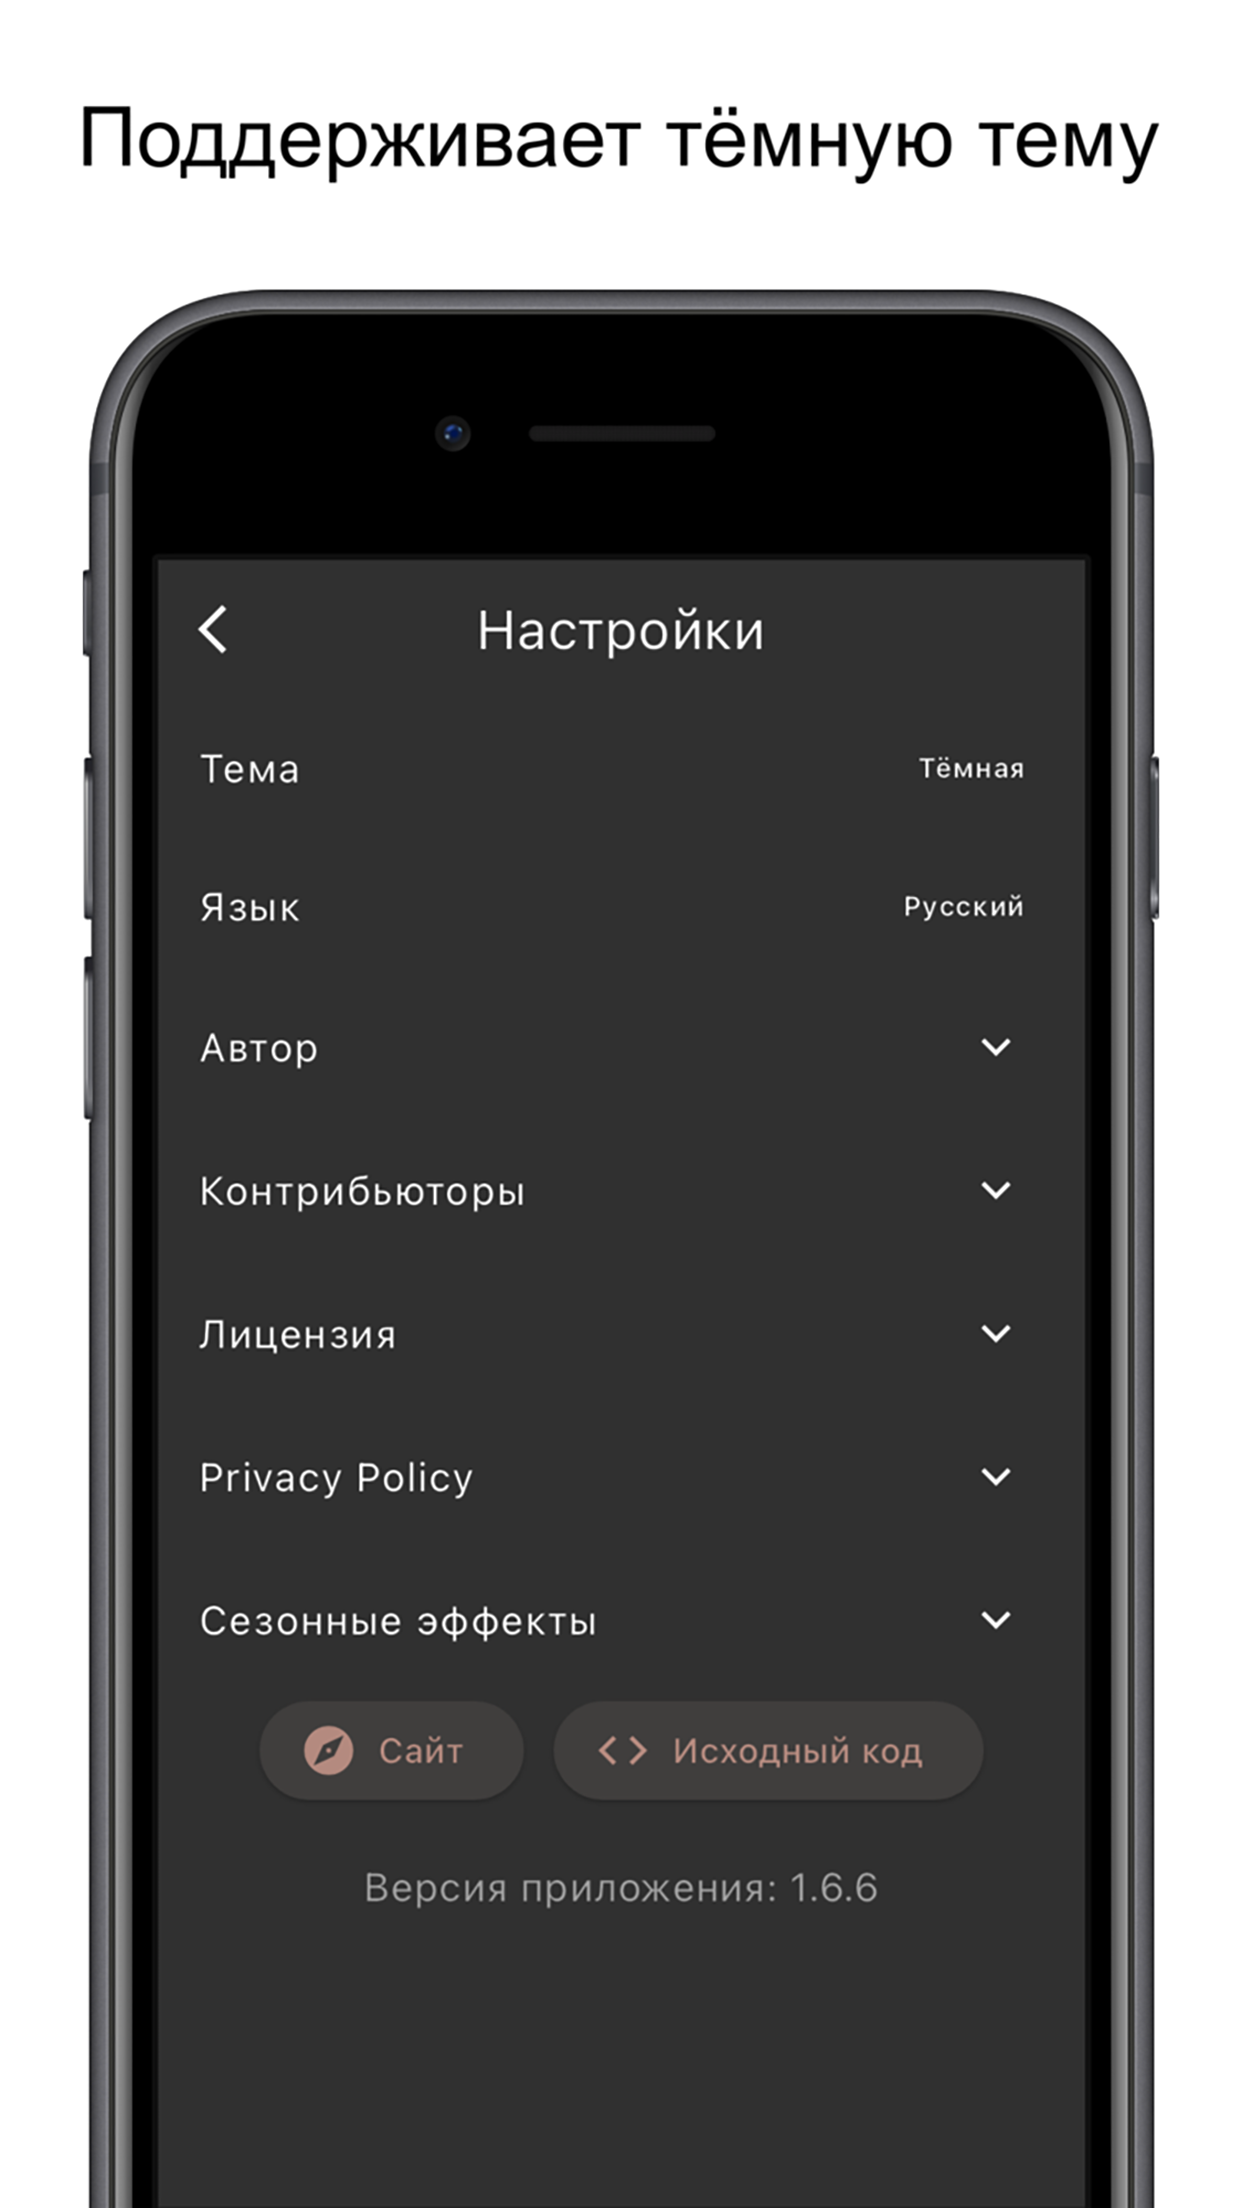 Поддерживает тёмную тему
Настройки
Тема Тёмная
Язык Русский
Автор
Контрибьюторы
Лицензия
Privacy Policy
Сезонные эффекты
Сайт Исходный код
Версия приложения: 1.6.6